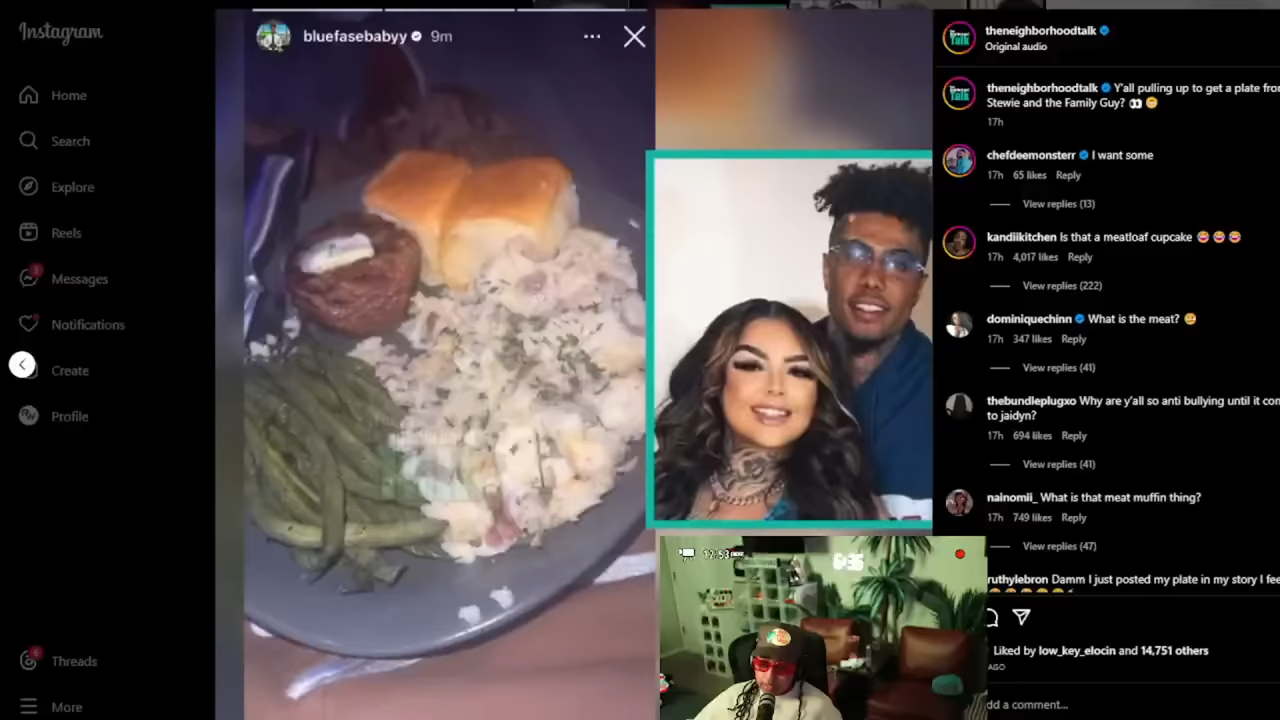 Instagram
Home
Search
Explore
Reels
Messages
Notifications
Create
Profile
Threads
More
bluefasebabyy 9m
theneighborhoodtalk
Original audio
theneighborhoodtalk Y'all pulling up to get a plate from
Stewie and the Family Guy? 👀 😁
17h
chefdeemonsterr I want some
17h 65 likes Reply
View replies (13)
kandiikitchen Is that a meatloaf cupcake 😂 😂 😂
17h 4,017 likes Reply
View replies (222)
dominiquechinn What is the meat?
17h 347 likes Reply
View replies (41)
thebundleplugxo Why are y'all so anti bullying until it
to jaidyn?
17h 694 likes Reply
View replies (41)
nainomii_ What is that meat muffin thing?
17h 749 likes Reply
View replies (47)
ruthylebron Damm I just posted my plate in my story I
Liked by low_key_elocin and 14,751 others
AGO
dd a comment...
12:53